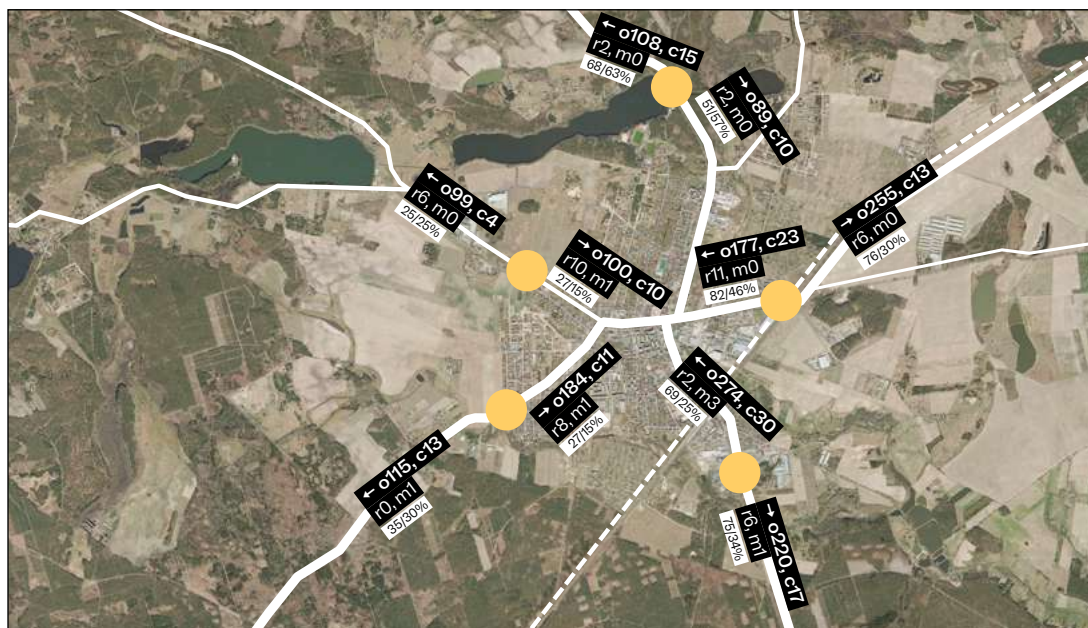 ← o108, c15
r2, m0
68/63%
→ o89, c10
r2, m0
51/57%
← o99, c4
r6, m0
25/25%
→ o100, c10
r10, m1
27/15%
← o177, c23
r11, m0
82/46%
→ o255, c13
r6, m0
76/30%
→ o184, c11
r8, m1
27/15%
← o274, c30
r2, m3
69/25%
← o115, c13
r0, m1
35/30%
→ o220, c17
r6, m1
75/34%